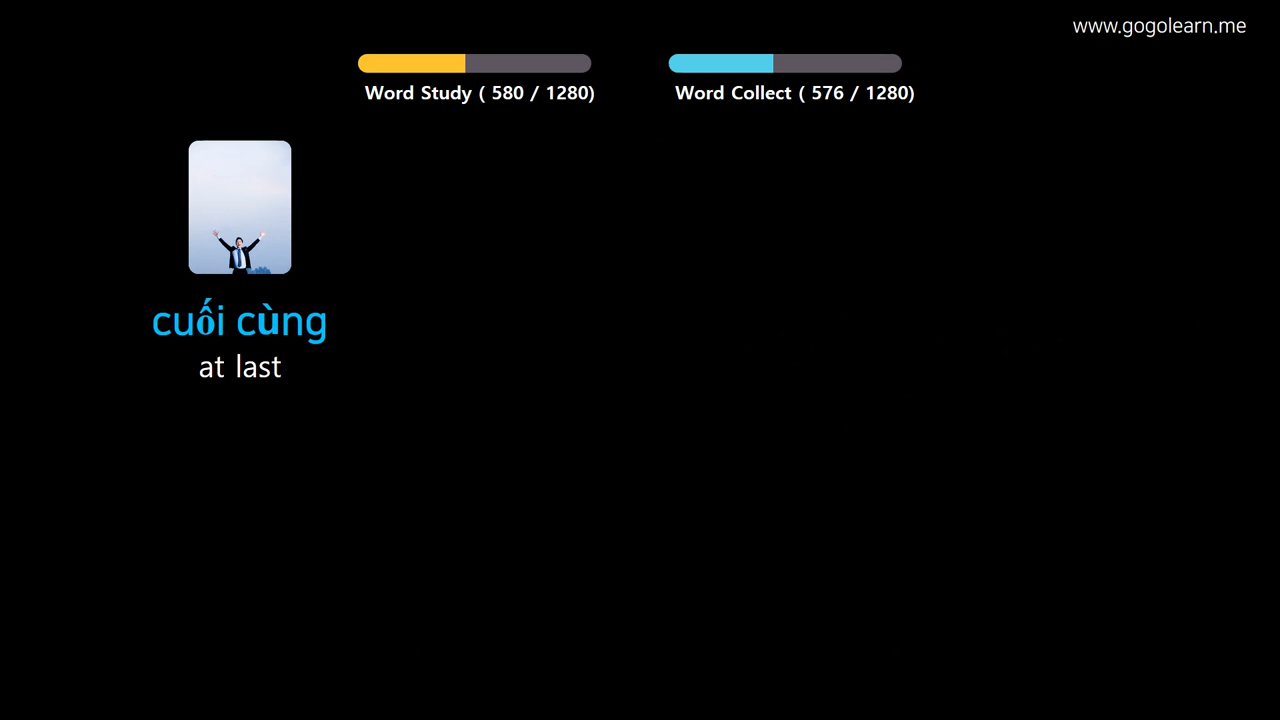 www.gogolearn.me
Word Study ( 580 / 1280)
Word Collect ( 576 / 1280)
cuối cùng
at last